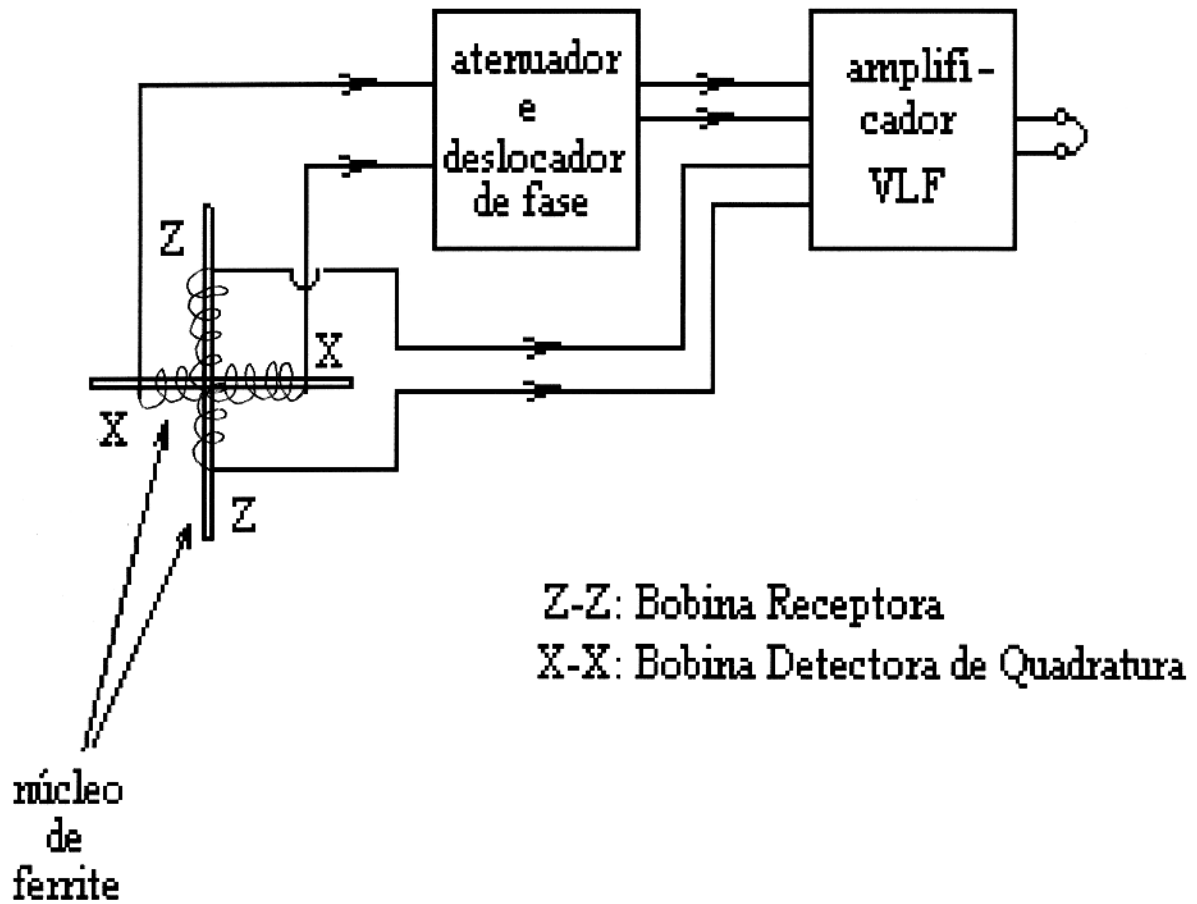 atenuador
e
deslocador
de fase
amplifi-
cador
VLF
Z
X
X
Z
Z-Z: Bobina Receptora
X-X: Bobina Detectora de Quadratura
núcleo
de
ferrite